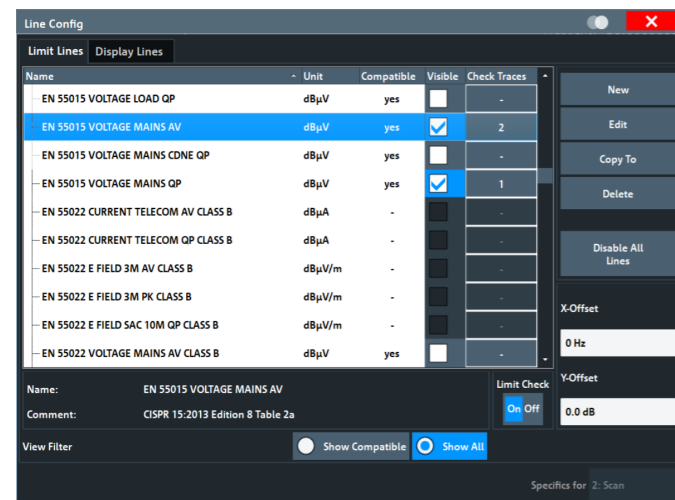 Line Config
Limit Lines Display Lines
Name Unit Compatible Visible Check Traces
EN 55015 VOLTAGE LOAD QP dBµV yes -
EN 55015 VOLTAGE MAINS AV dBµV yes 2
EN 55015 VOLTAGE MAINS CDNE QP dBµV yes -
EN 55015 VOLTAGE MAINS QP dBµV yes 1
EN 55022 CURRENT TELECOM AV CLASS B dBµA - -
EN 55022 CURRENT TELECOM QP CLASS B dBµA - -
EN 55022 E FIELD 3M AV CLASS B dBµV/m - -
EN 55022 E FIELD 3M PK CLASS B dBµV/m - -
EN 55022 E FIELD SAC 10M QP CLASS B dBµV/m - -
EN 55022 VOLTAGE MAINS AV CLASS B dBµV yes -
New
Edit
Copy To
Delete
Disable All
Lines
X-Offset
0 Hz
Y-Offset
0.0 dB
Name: EN 55015 VOLTAGE MAINS AV
Comment: CISPR 15:2013 Edition 8 Table 2a
Limit Check
On Off
View Filter Show Compatible Show All
Specifics for 2: Scan